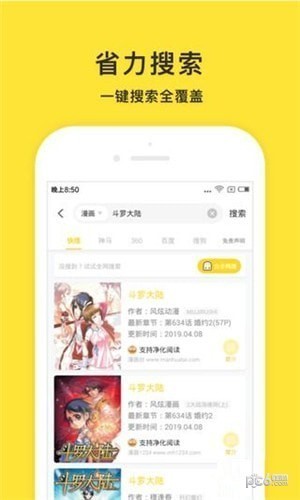 省力搜索
一键搜索全覆盖
晚上8:50
漫画 斗罗大陆 搜索
快搜 神马 360 百度 搜狗 免责声明
没搜到？试试全网搜索
斗罗大陆
作者：风炫动漫
最新章节：第634话 婚约2(57P)
更新时间：2019.04.08
支持净化阅读
斗罗大陆
作者：风炫漫画
最新章节：第634话 婚约2
更新时间：2019.04.08
支持净化阅读
斗罗大陆
斗罗大陆
作者：穆逢春